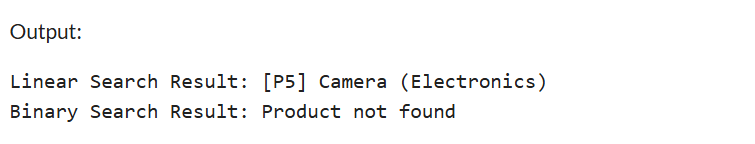 Output:
Linear Search Result: [P5] Camera (Electronics)
Binary Search Result: Product not found